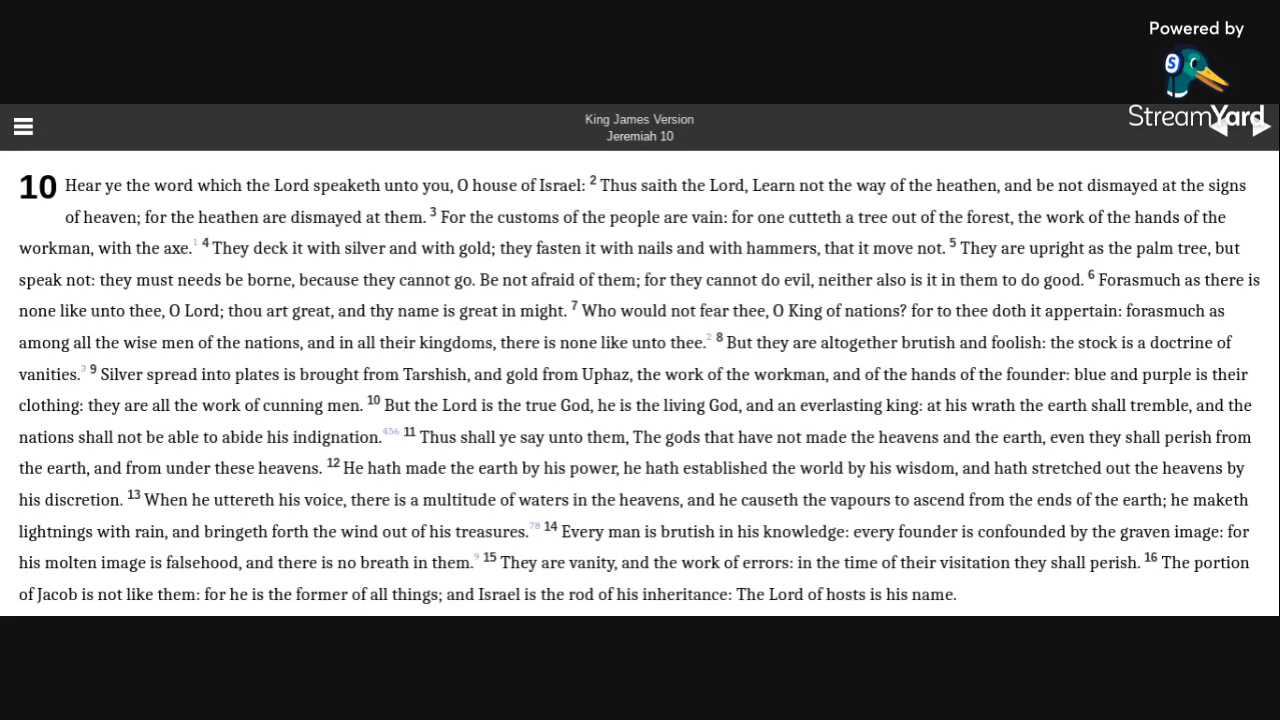 Powered by
S
StreamYard
King James Version
Jeremiah 10
10 Hear ye the word which the Lord speaketh unto you, O house of Israel: 2 Thus saith the Lord, Learn not the way of the heathen, and be not dismayed at the signs
of heaven; for the heathen are dismayed at them. 3 For the customs of the people are vain: for one cutteth a tree out of the forest, the work of the hands of the
workman, with the axe.1 4 They deck it with silver and with gold; they fasten it with nails and with hammers, that it move not. 5 They are upright as the palm tree, but
speak not: they must needs be borne, because they cannot go. Be not afraid of them; for they cannot do evil, neither also is it in them to do good. 6 Forasmuch as there is
none like unto thee, O Lord; thou art great, and thy name is great in might. 7 Who would not fear thee, O King of nations? for to thee doth it appertain: forasmuch as
among all the wise men of the nations, and in all their kingdoms, there is none like unto thee.2 8 But they are altogether brutish and foolish: the stock is a doctrine of
vanities.3 9 Silver spread into plates is brought from Tarshish, and gold from Uphaz, the work of the workman, and of the hands of the founder: blue and purple is their
clothing: they are all the work of cunning men. 10 But the Lord is the true God, he is the living God, and an everlasting king: at his wrath the earth shall tremble, and the
nations shall not be able to abide his indignation.456 11 Thus shall ye say unto them, The gods that have not made the heavens and the earth, even they shall perish from
the earth, and from under these heavens. 12 He hath made the earth by his power, he hath established the world by his wisdom, and hath stretched out the heavens by
his discretion. 13 When he uttereth his voice, there is a multitude of waters in the heavens, and he causeth the vapours to ascend from the ends of the earth; he maketh
lightnings with rain, and bringeth forth the wind out of his treasures.78 14 Every man is brutish in his knowledge: every founder is confounded by the graven image: for
his molten image is falsehood, and there is no breath in them.9 15 They are vanity, and the work of errors: in the time of their visitation they shall perish. 16 The portion
of Jacob is not like them: for he is the former of all things; and Israel is the rod of his inheritance: The Lord of hosts is his name.